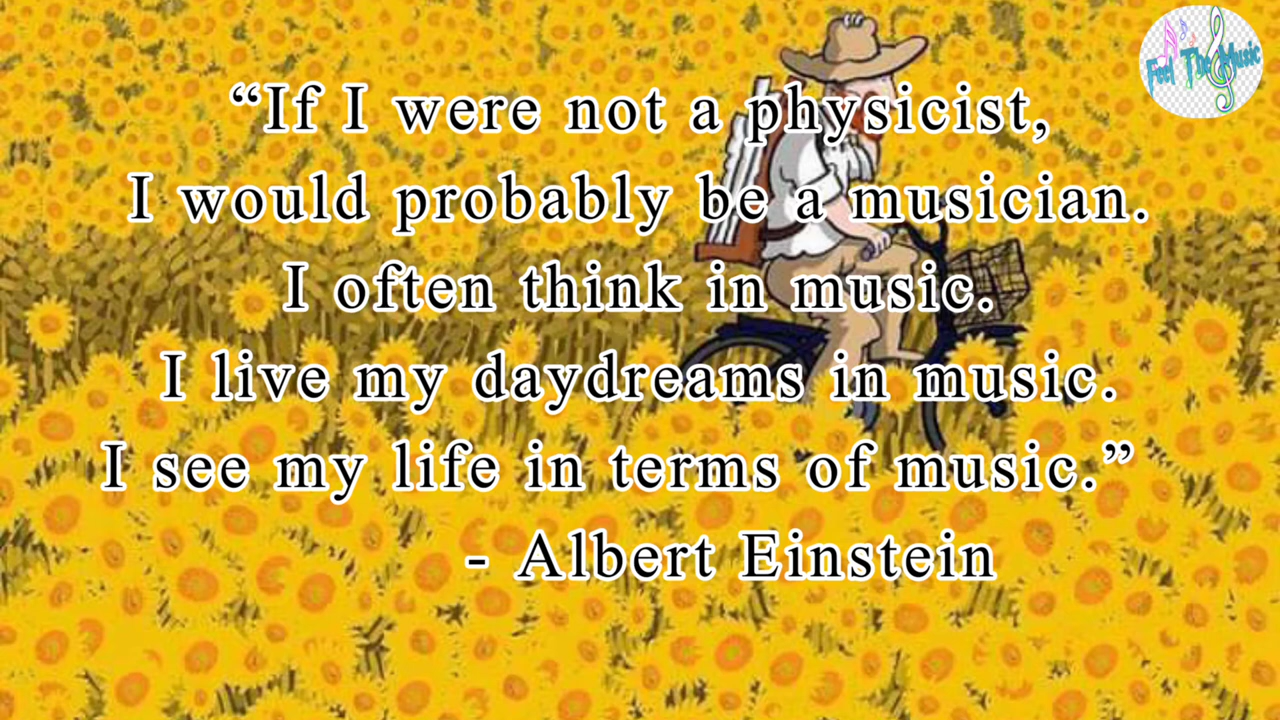 Feel The Music
“If I were not a physicist,
I would probably be a musician.
I often think in music.
I live my daydreams in music.
I see my life in terms of music.”
- Albert Einstein